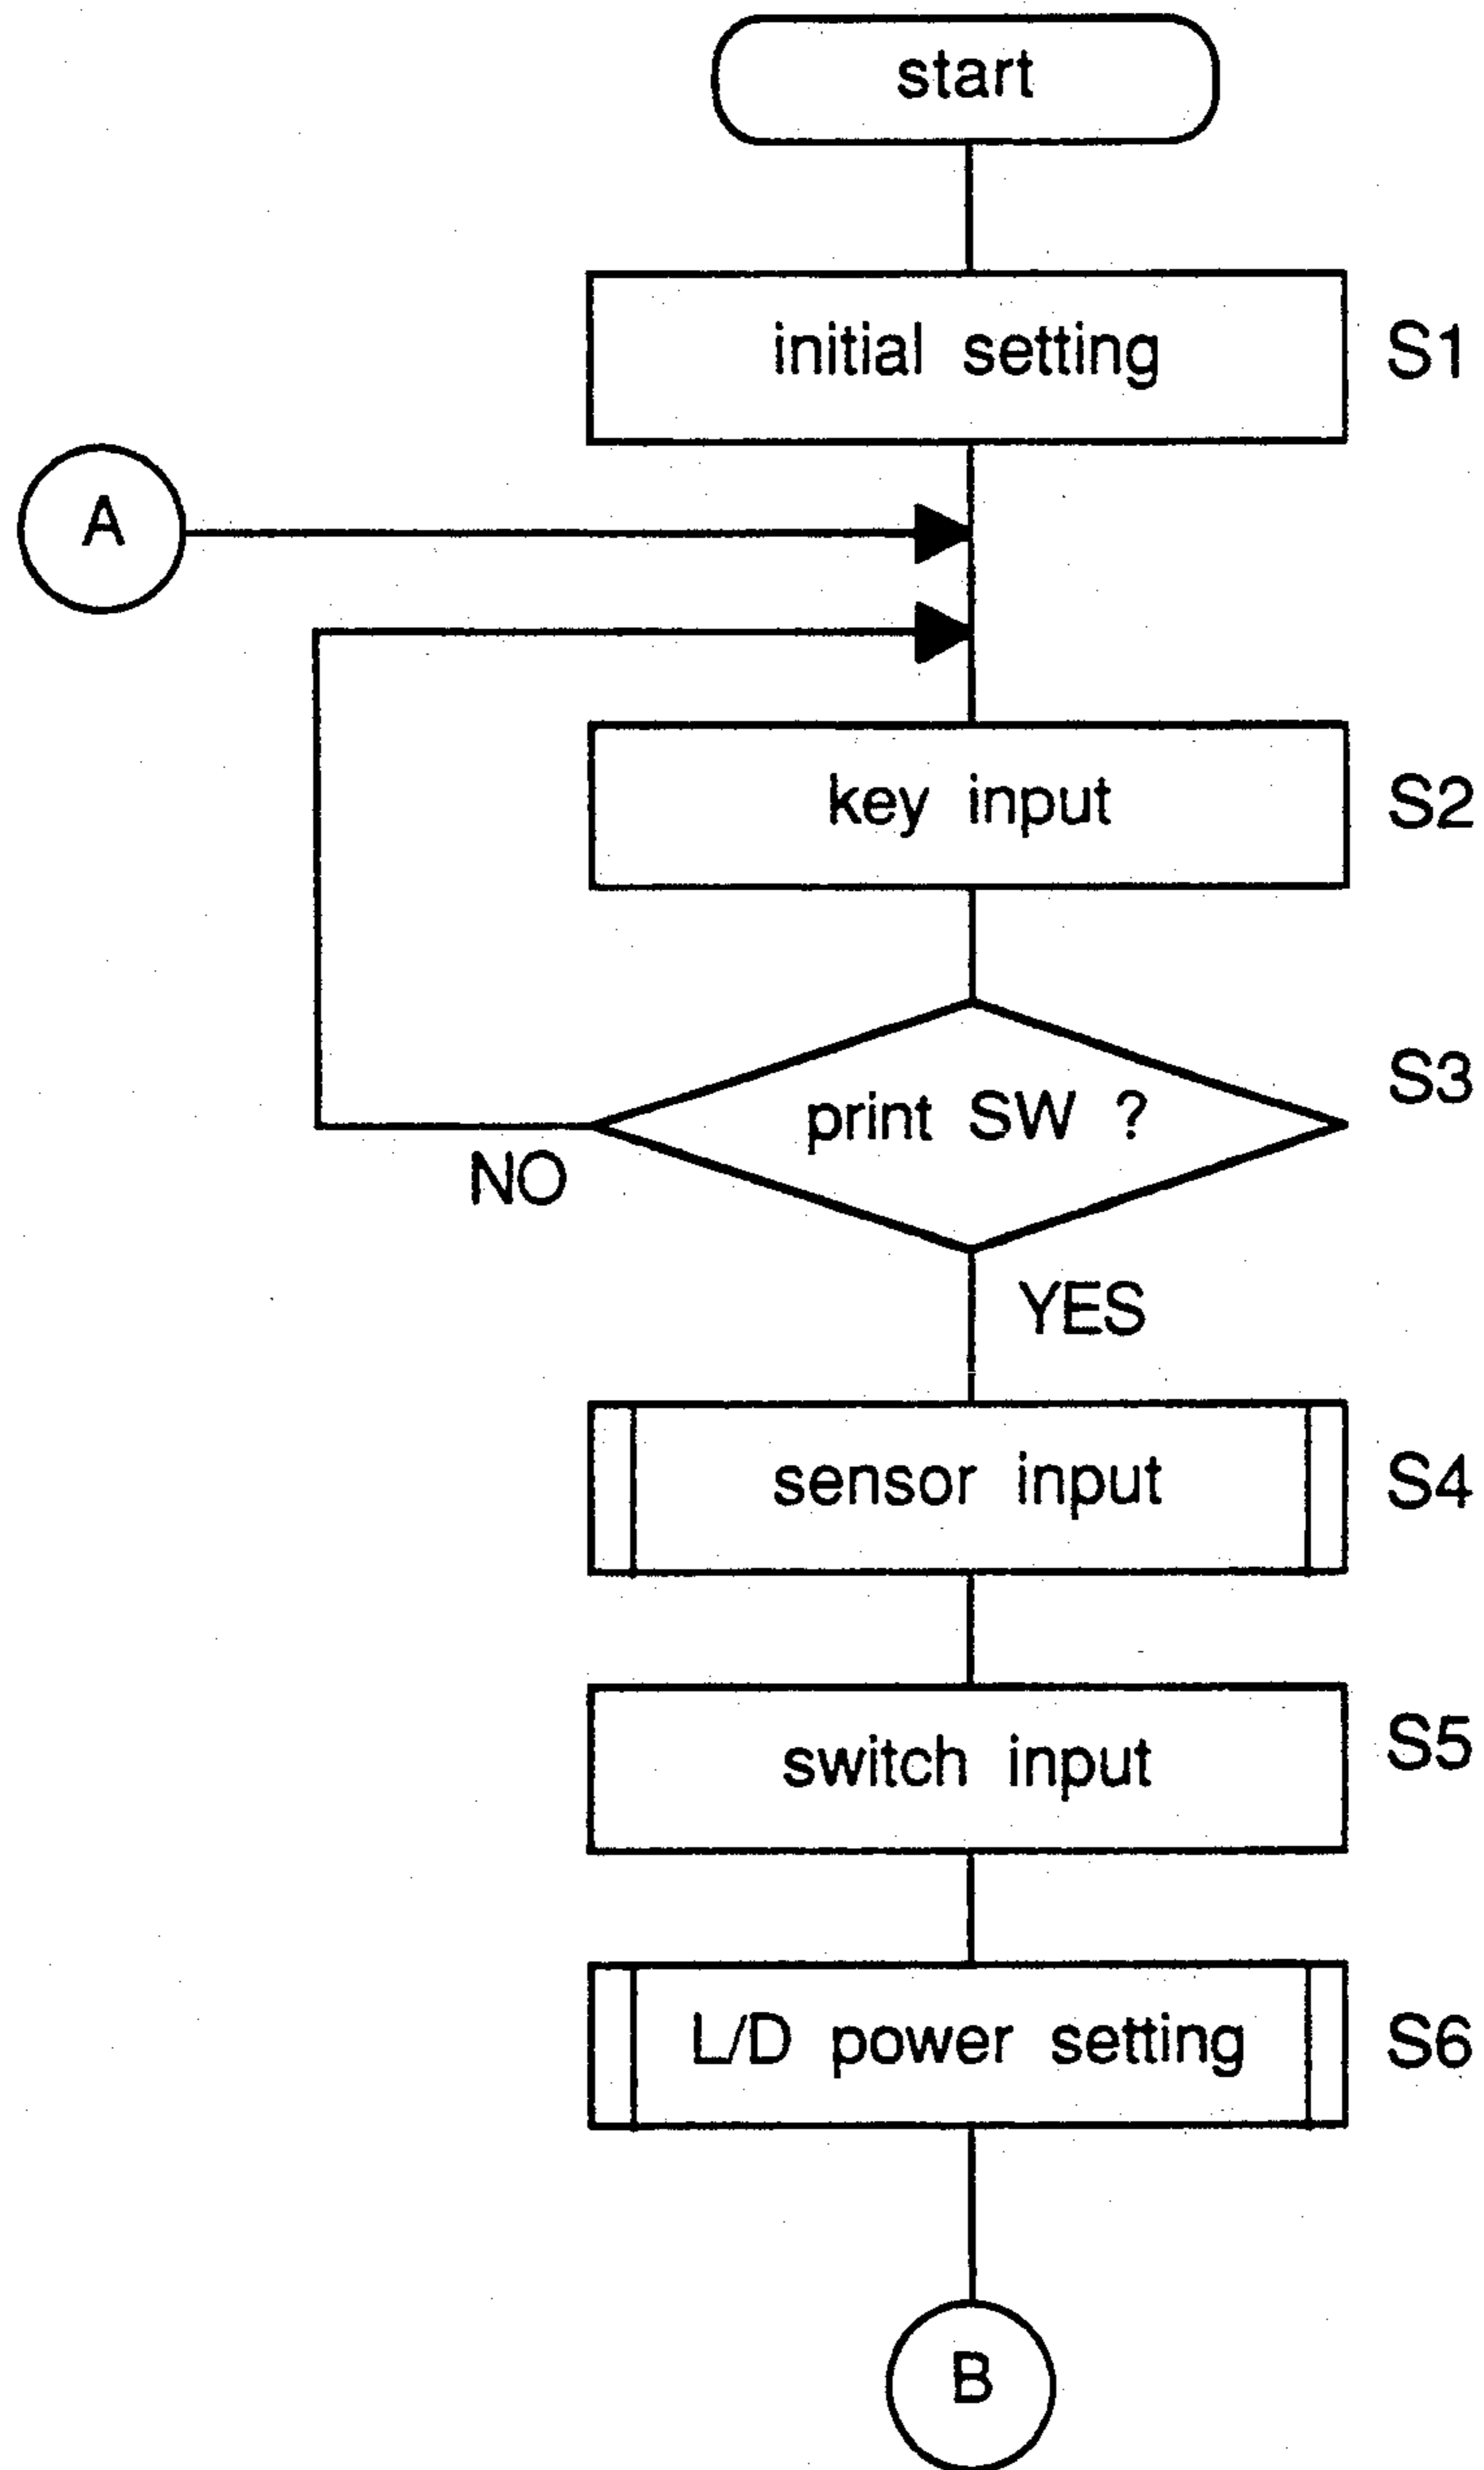 start
initial setting S1
A
key input S2
S3
print SW ?
NO
YES
sensor input S4
switch input S5
L/D power setting S6
B